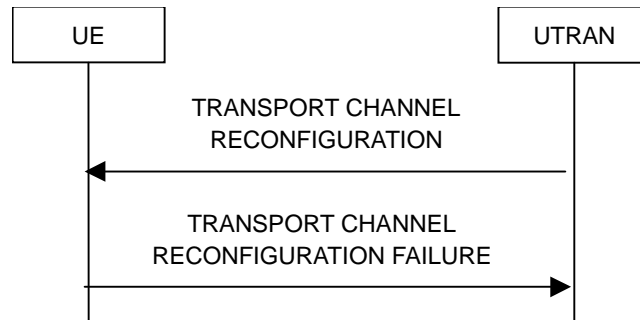 UE
UTRAN
TRANSPORT CHANNEL
RECONFIGURATION
TRANSPORT CHANNEL
RECONFIGURATION FAILURE